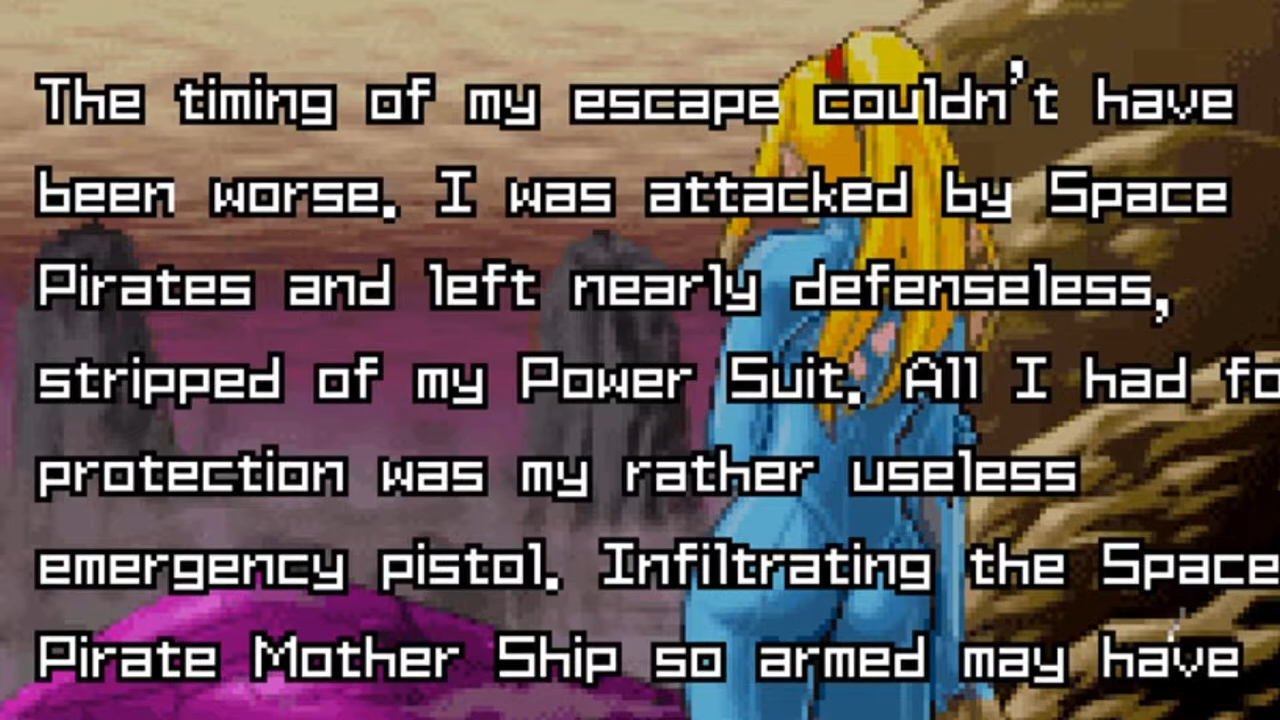 The timing of my escape couldn't have
been worse. I was attacked by Space
Pirates and left nearly defenseless,
stripped of my Power Suit. All I had fo
protection was my rather useless
emergency pistol. Infiltrating the Space
Pirate Mother Ship so armed may have